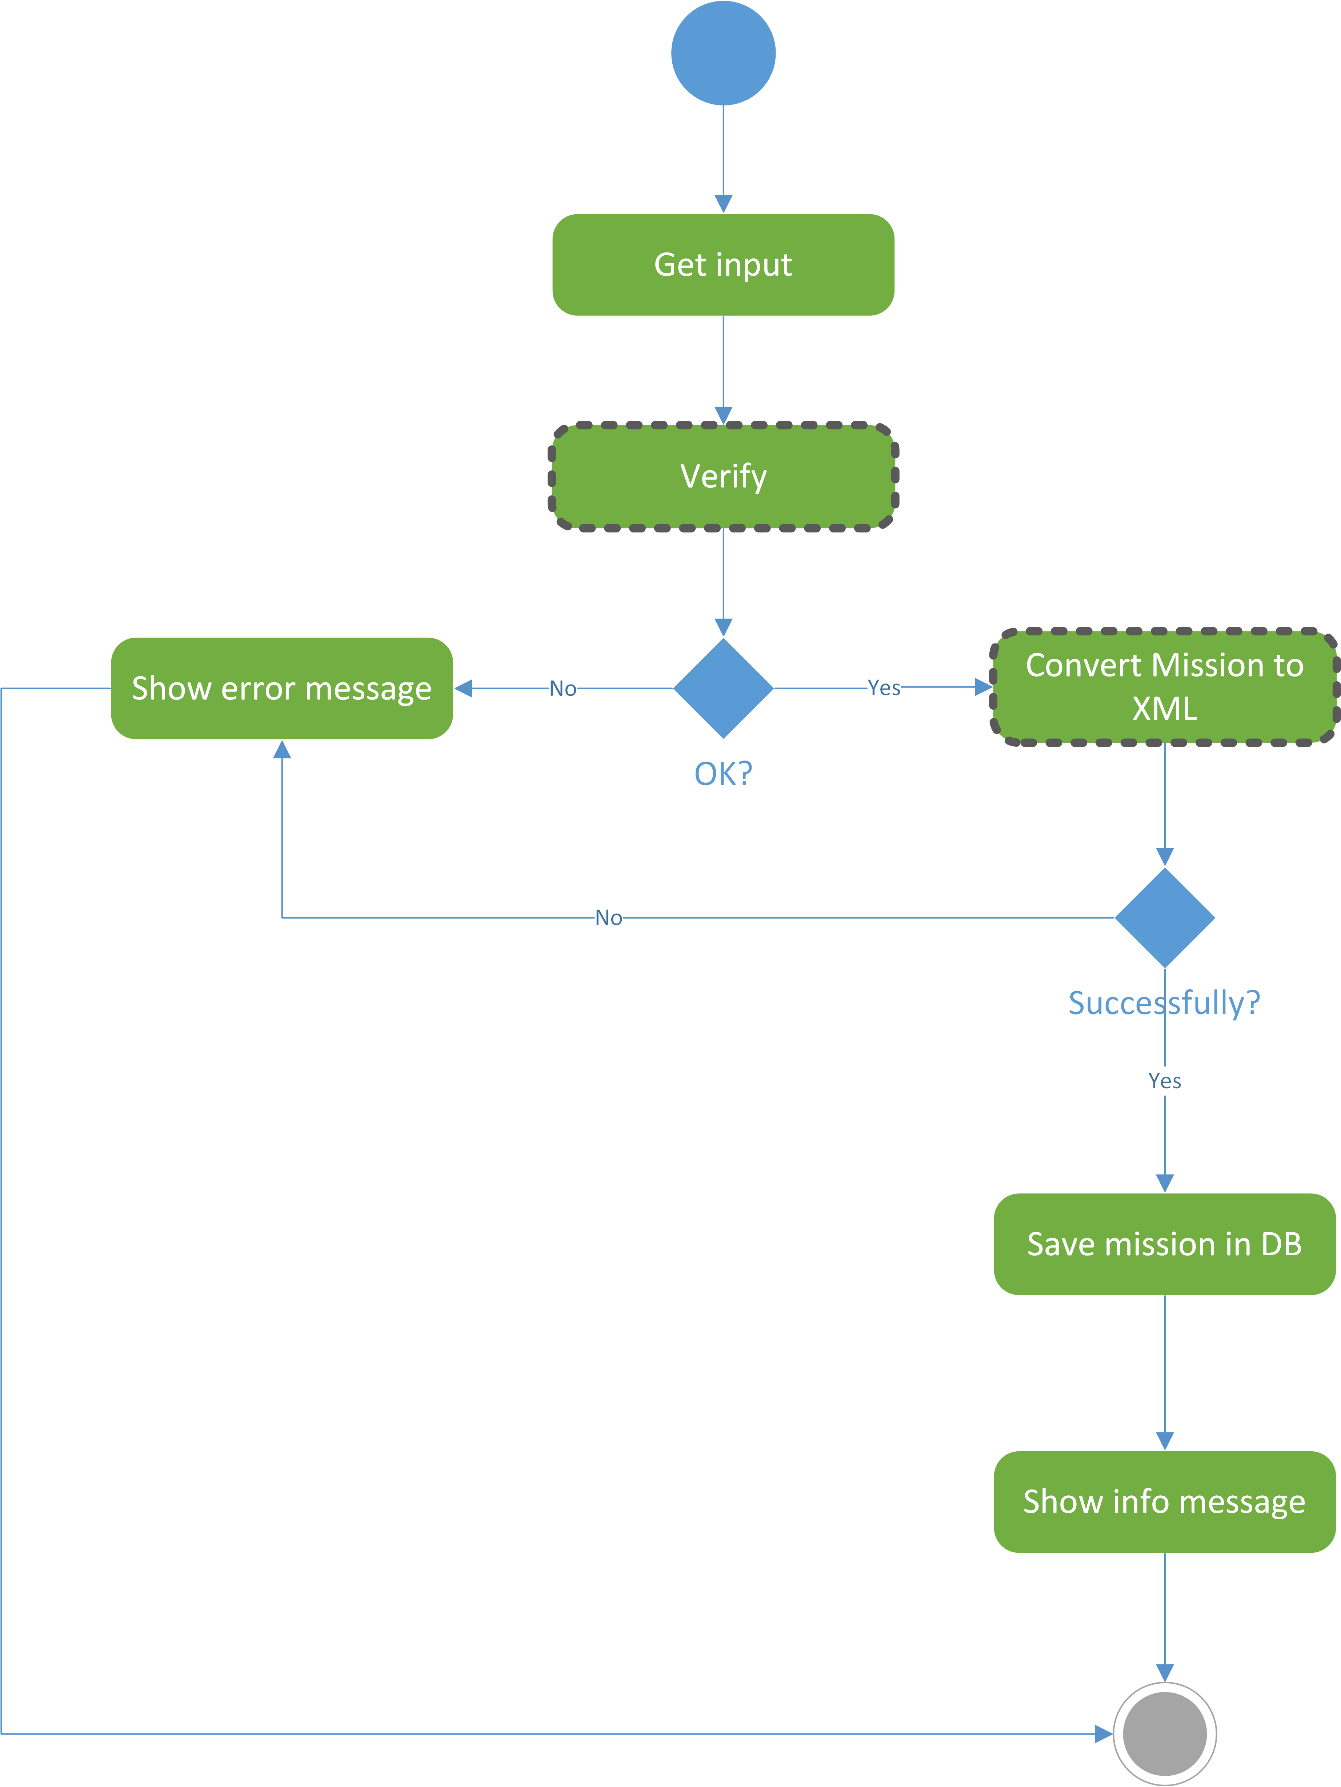 Get input
Verify
Show error message
No
Yes
Convert Mission to
XML
OK?
No
Successfully?
Yes
Save mission in DB
Show info message